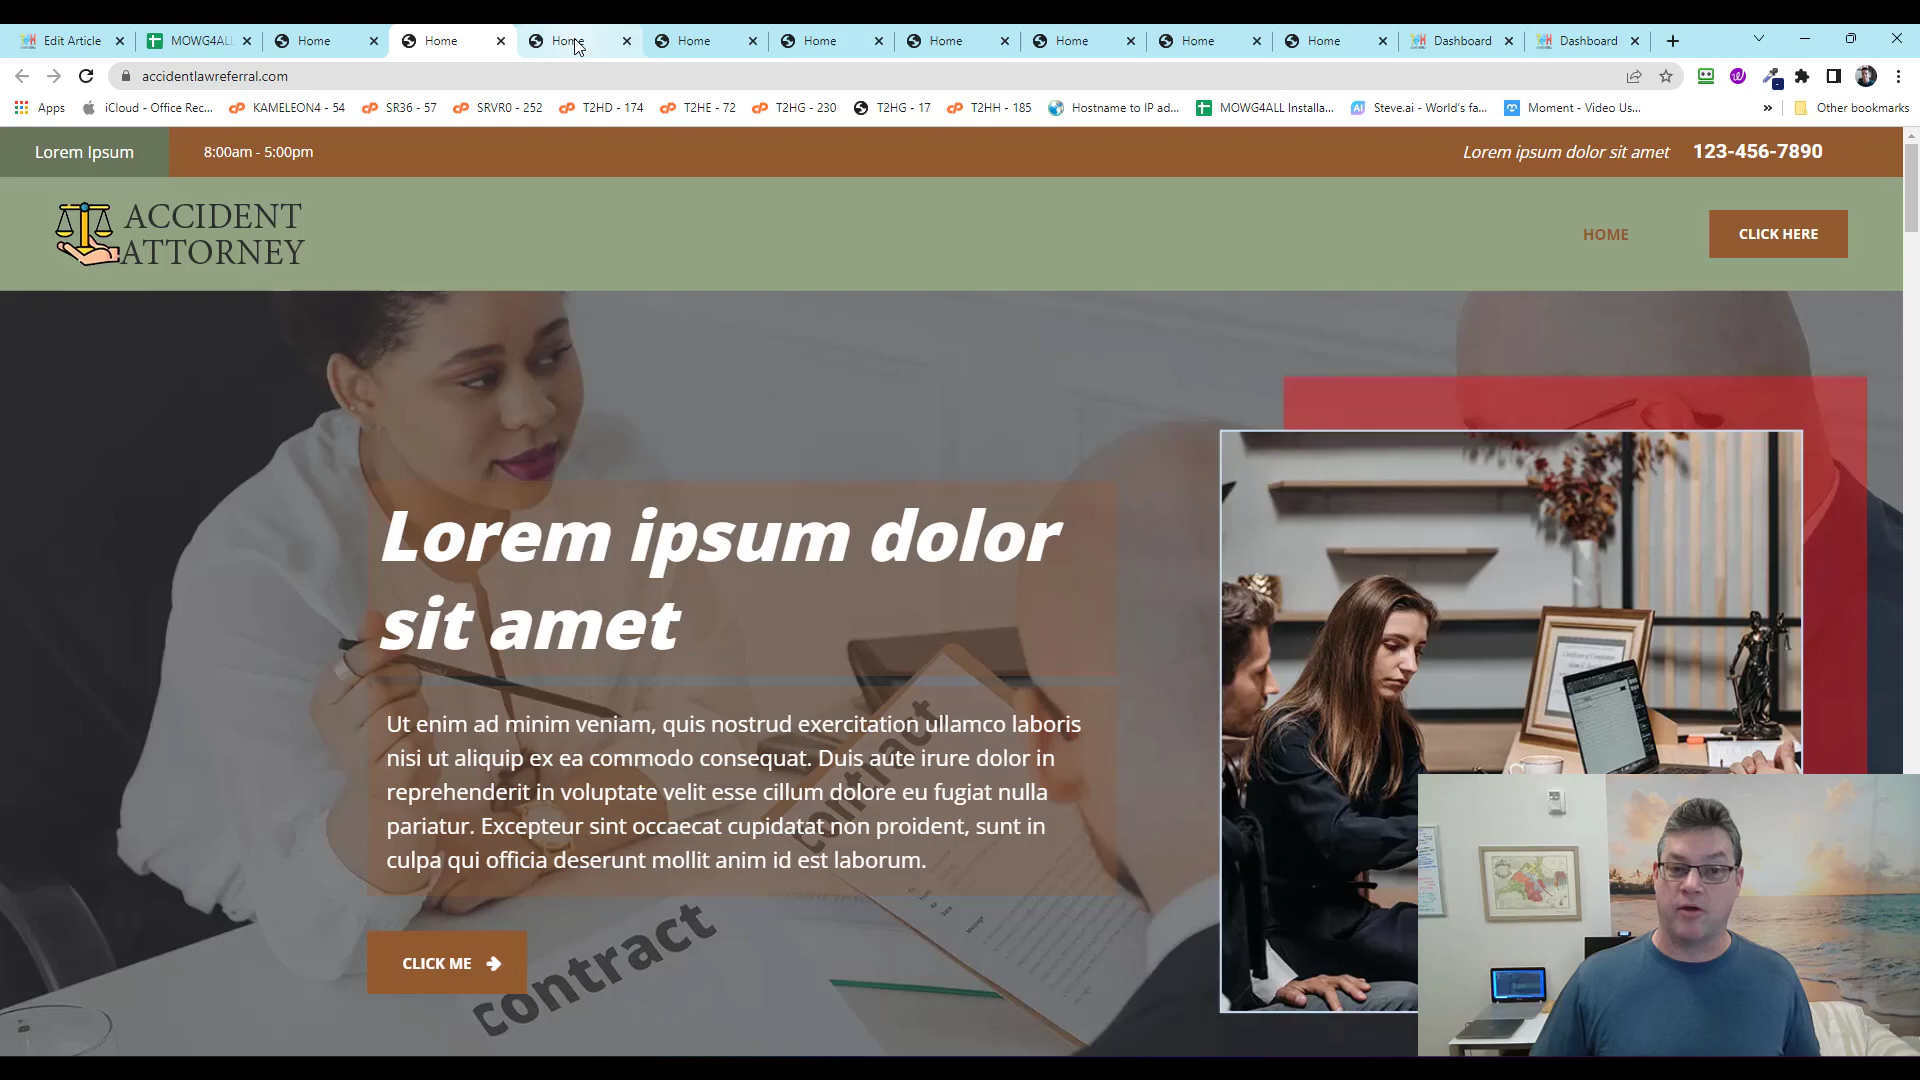 Edit Article
MOWG4ALL
Home
Home
Home
Home
Home
Home
Home
Home
Home
Dashboard
Dashboard
accidentlawreferral.com
Apps
iCloud - Office Rec...
KAMELEON4 - 54
SR36 - 57
SRVR0 - 252
T2HD - 174
T2HE - 72
T2HG - 230
T2HG - 17
T2HH - 185
Hostname to IP ad...
MOWG4ALL Installa...
Steve.ai - World's fa...
Moment - Video Us...
»
Other bookmarks
Lorem Ipsum
8:00am - 5:00pm
Lorem ipsum dolor sit amet
123-456-7890
ACCIDENT
ATTORNEY
HOME
CLICK HERE
Lorem ipsum dolor
sit amet
Ut enim ad minim veniam, quis nostrud exercitation ullamco laboris
nisi ut aliquip ex ea commodo consequat. Duis aute irure dolor in
reprehenderit in voluptate velit esse cillum dolore eu fugiat nulla
pariatur. Excepteur sint occaecat cupidatat non proident, sunt in
culpa qui officia deserunt mollit anim id est laborum.
CLICK ME
contract
contract